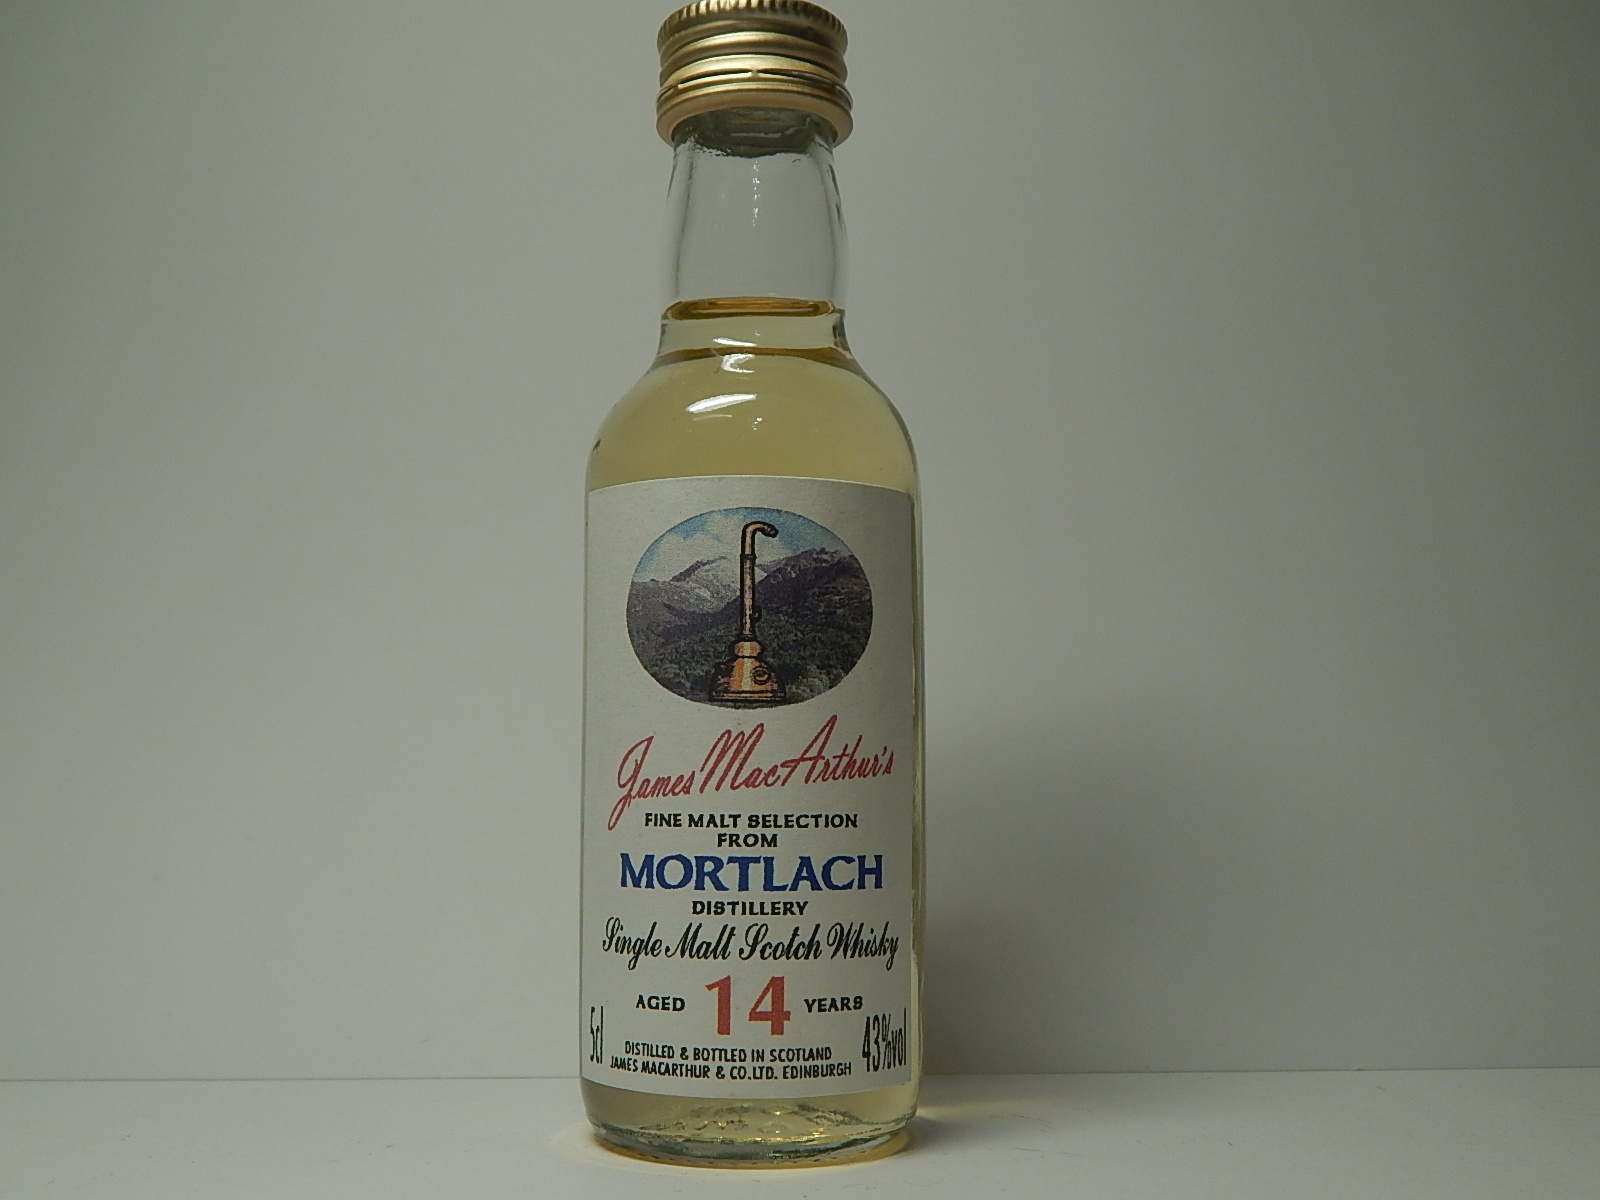 James MacArthur's
FINE MALT SELECTION
FROM
MORTLACH
DISTILLERY
Single Malt Scotch Whisky
AGED 14 YEARS
5cl
43%vol
DISTILLED & BOTTLED IN SCOTLAND
JAMES MACARTHUR & CO.LTD. EDINBURGH